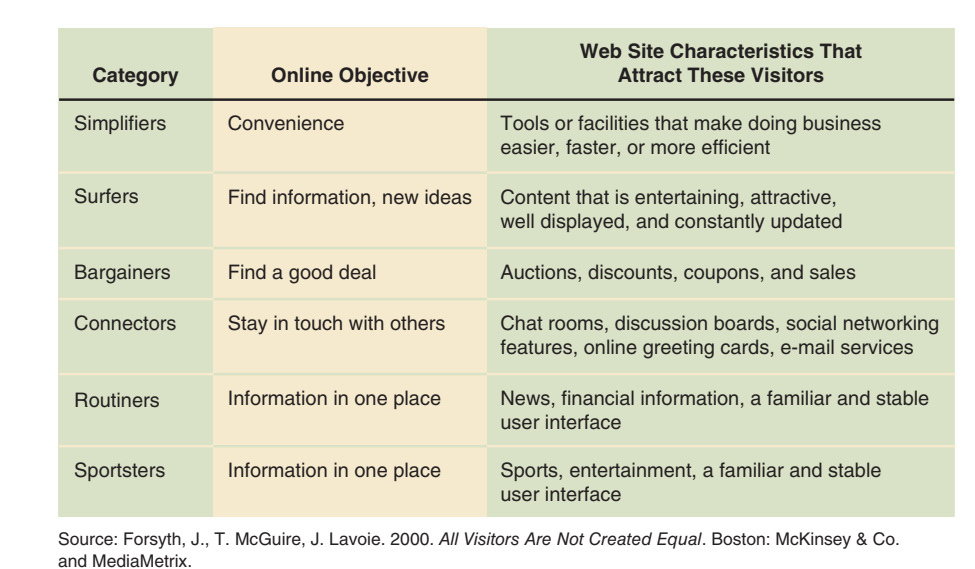 Category
Online Objective
Web Site Characteristics That
Attract These Visitors
Simplifiers
Convenience
Tools or facilities that make doing business
easier, faster, or more efficient
Surfers
Find information, new ideas
Content that is entertaining, attractive,
well displayed, and constantly updated
Bargainers
Find a good deal
Auctions, discounts, coupons, and sales
Connectors
Stay in touch with others
Chat rooms, discussion boards, social networking
features, online greeting cards, e-mail services
Routiners
Information in one place
News, financial information, a familiar and stable
user interface
Sportsters
Information in one place
Sports, entertainment, a familiar and stable
user interface
Source: Forsyth, J., T. McGuire, J. Lavoie. 2000. All Visitors Are Not Created Equal. Boston: McKinsey & Co.
and MediaMetrix.